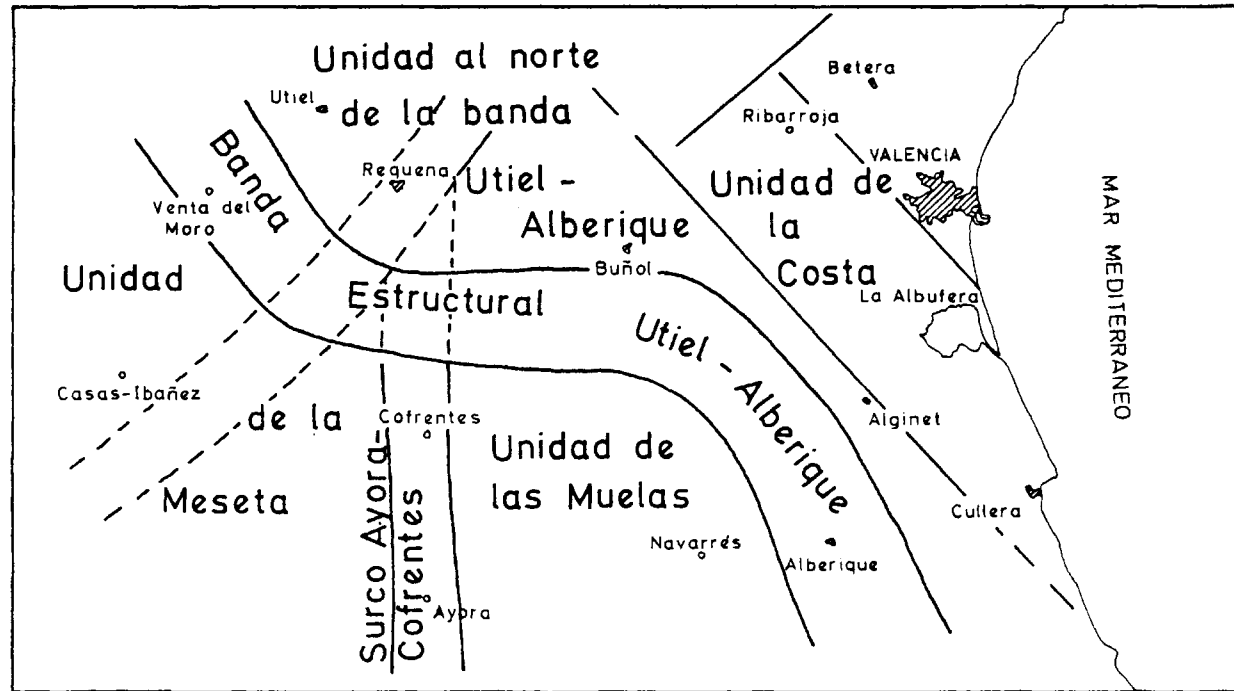 Unidad al norte
de la banda
Utiel -
Alberique
Utiel
Betera
Ribarroja
VALENCIA
Banda
Requena
Unidad de
la
Costa
Venta del
Moro
MAR MEDITERRANEO
Unidad
Buñol
Estructural
La Albufera
Utiel - Alberique
Casas-Ibañez
de la
Meseta
Cofrentes
Alginet
Unidad de
las Muelas
Surco Ayora-
Cofrentes
Cullera
Navarrés
Alberique
Ayora